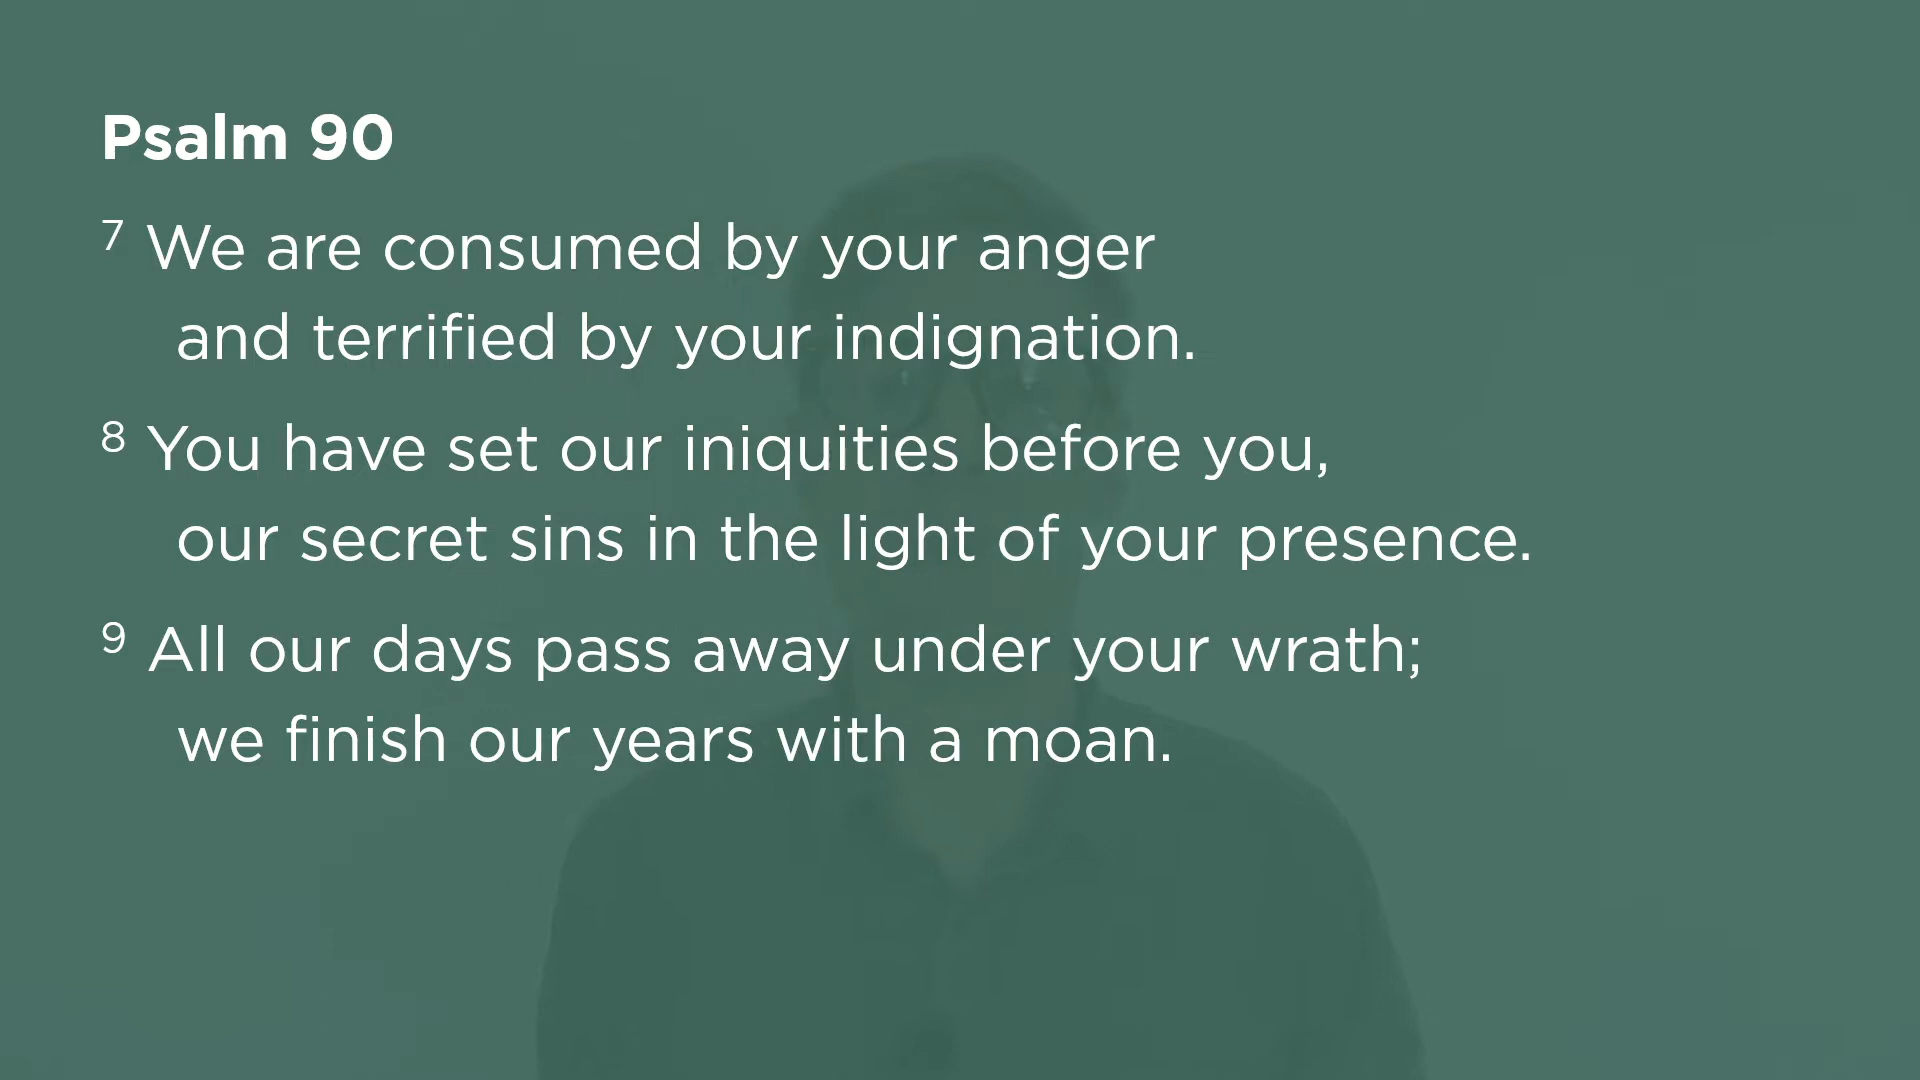 Psalm 90
7 We are consumed by your anger
and terrified by your indignation.
8 You have set our iniquities before you,
our secret sins in the light of your presence.
9 All our days pass away under your wrath;
we finish our years with a moan.